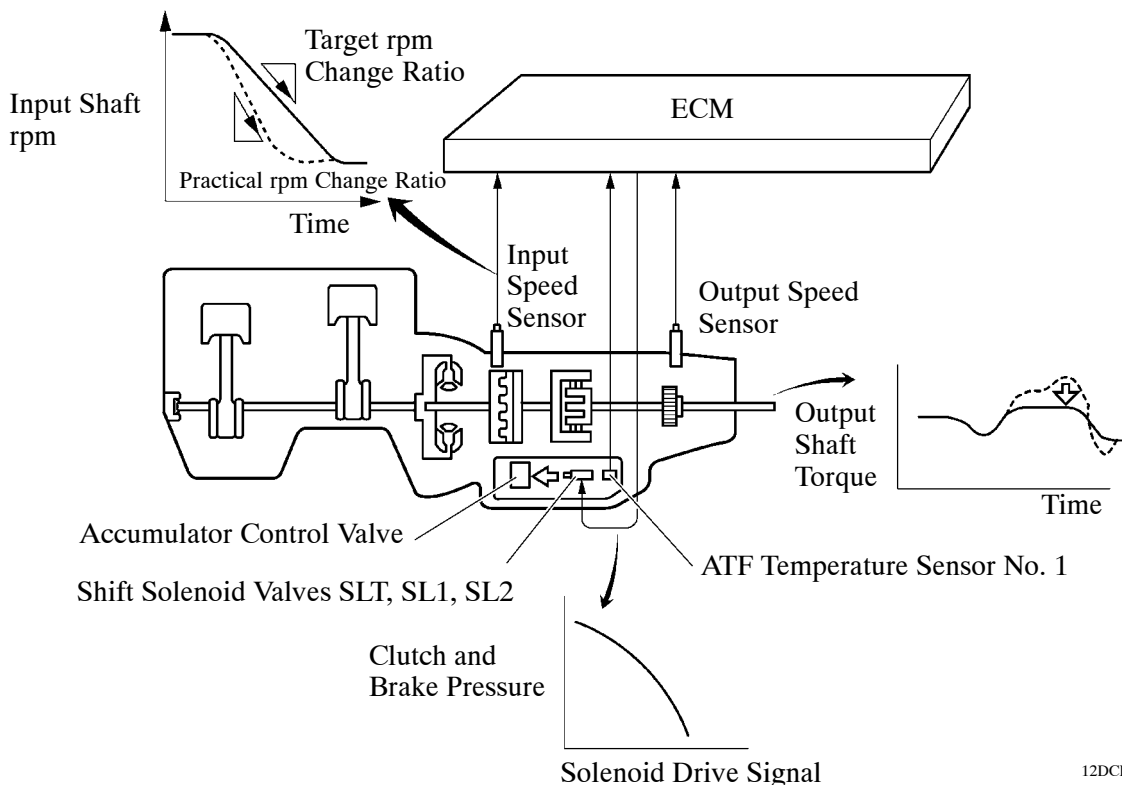 Target rpm
Change Ratio
Input Shaft
rpm
Practical rpm Change Ratio
Time
ECM
Input
Speed
Sensor
Output Speed
Sensor
Output
Shaft
Torque
Time
Accumulator Control Valve
Shift Solenoid Valves SLT, SL1, SL2
ATF Temperature Sensor No. 1
Clutch and
Brake Pressure
Solenoid Drive Signal